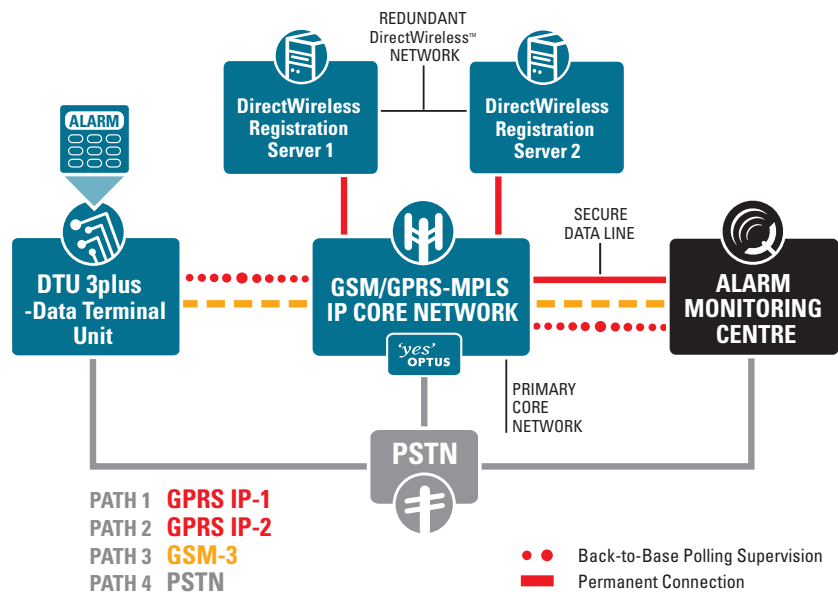 REDUNDANT
DirectWireless™
NETWORK
DirectWireless
Registration
Server 1
DirectWireless
Registration
Server 2
ALARM
DTU 3plus
-Data Terminal
Unit
GSM/GPRS-MPLS
IP CORE NETWORK
'yes'
OPTUS
SECURE
DATA LINE
ALARM
MONITORING
CENTRE
PRIMARY
CORE
NETWORK
PSTN
PATH 1 GPRS IP-1
PATH 2 GPRS IP-2
PATH 3 GSM-3
PATH 4 PSTN
Back-to-Base Polling Supervision
Permanent Connection